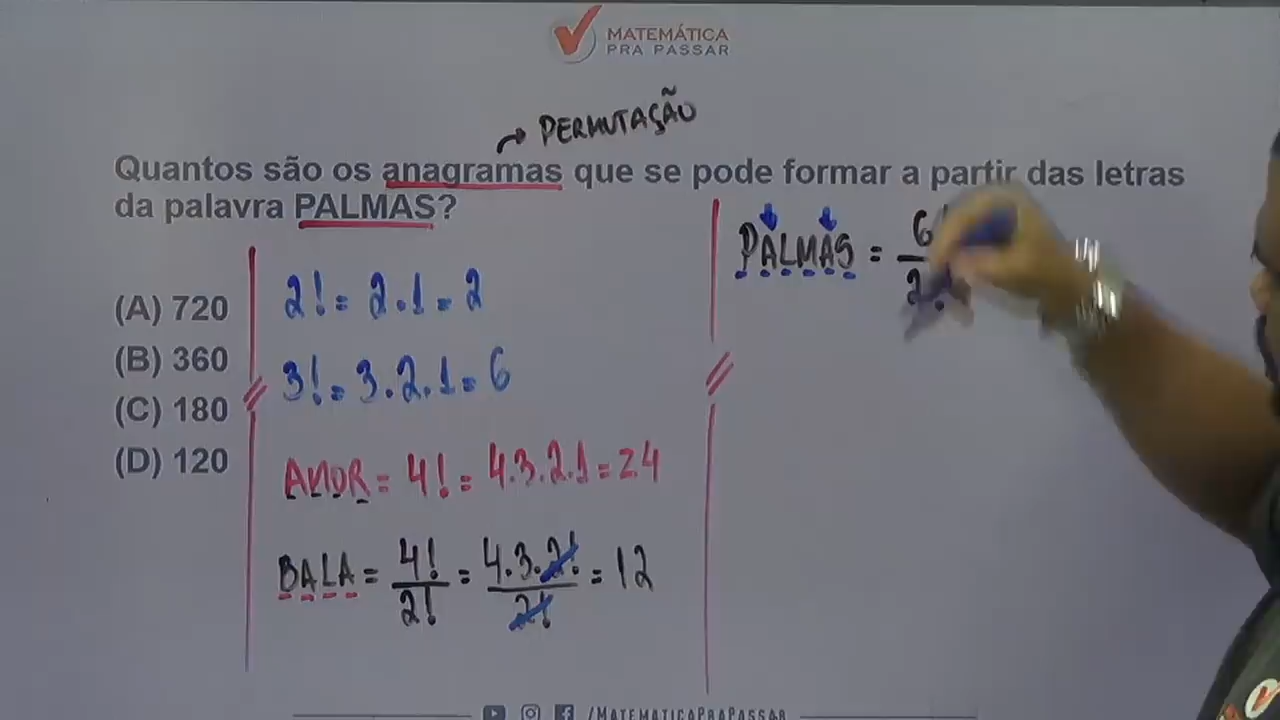 MATEMÁTICA
PRA PASSAR
→ PERMUTAÇÃO
Quantos são os anagramas que se pode formar a partir das letras
da palavra PALMAS?
(A) 720
(B) 360
(C) 180
(D) 120
2! = 2.1 = 2
3! = 3.2.1 = 6
AMOR = 4! = 4.3.2.1 = 24
BALA = 4!/2! = 4.3.2!/2! = 12
PALMAS = 6!/2!
/MATEMATICAPRAPASSAR